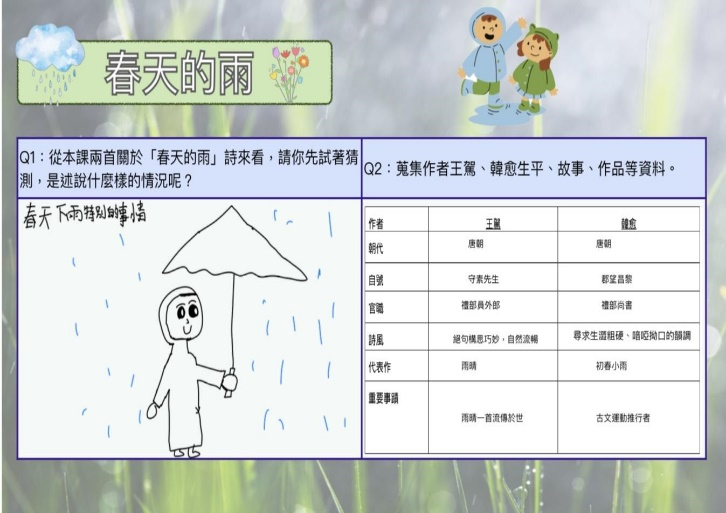 春天的雨
Q1：從本課兩首關於「春天的雨」詩來看，請你先試著猜
測，是述說什麼樣的情況呢？
Q2：蒐集作者王駕、韓愈生平、故事、作品等資料。
春天下雨特別的事情
作者 王駕 韓愈
朝代 唐朝 唐朝
自號 守素先生 郡望昌黎
官職 禮部員外郎 禮部尚書
詩風 絕句構思巧妙，自然流暢 尋求生澀粗硬、喑啞拗口的韻調
代表作 雨晴 初春小雨
重要事蹟 雨晴一首流傳於世 古文運動推行者